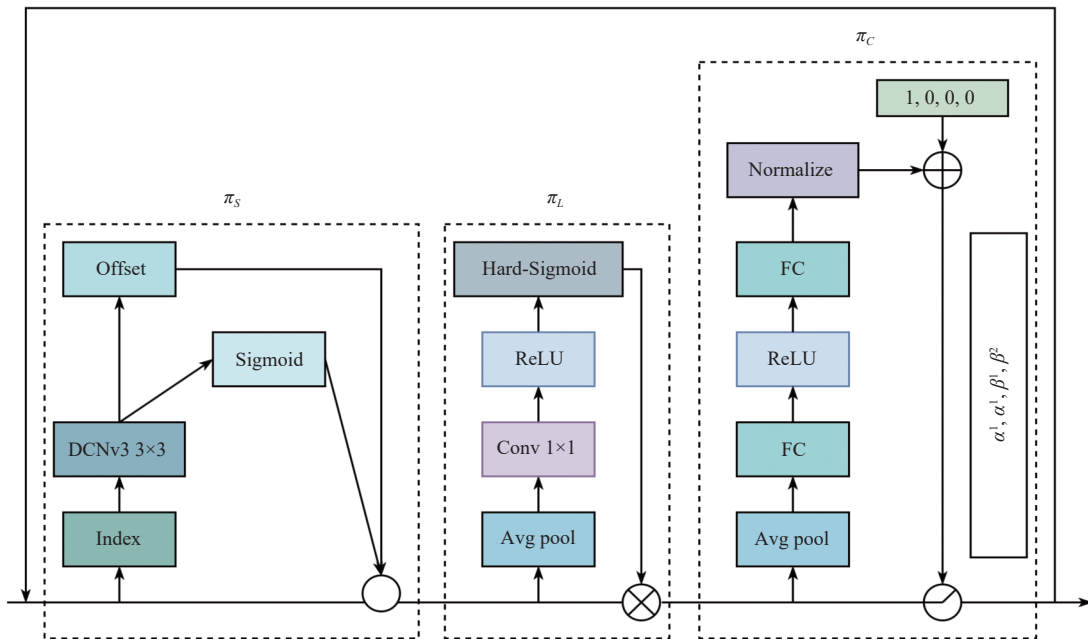 π_S
Offset
Sigmoid
DCNv3 3×3
Index
π_L
Hard-Sigmoid
ReLU
Conv 1×1
Avg pool
π_C
1, 0, 0, 0
Normalize
FC
ReLU
FC
Avg pool
α¹, α¹, β¹, β²